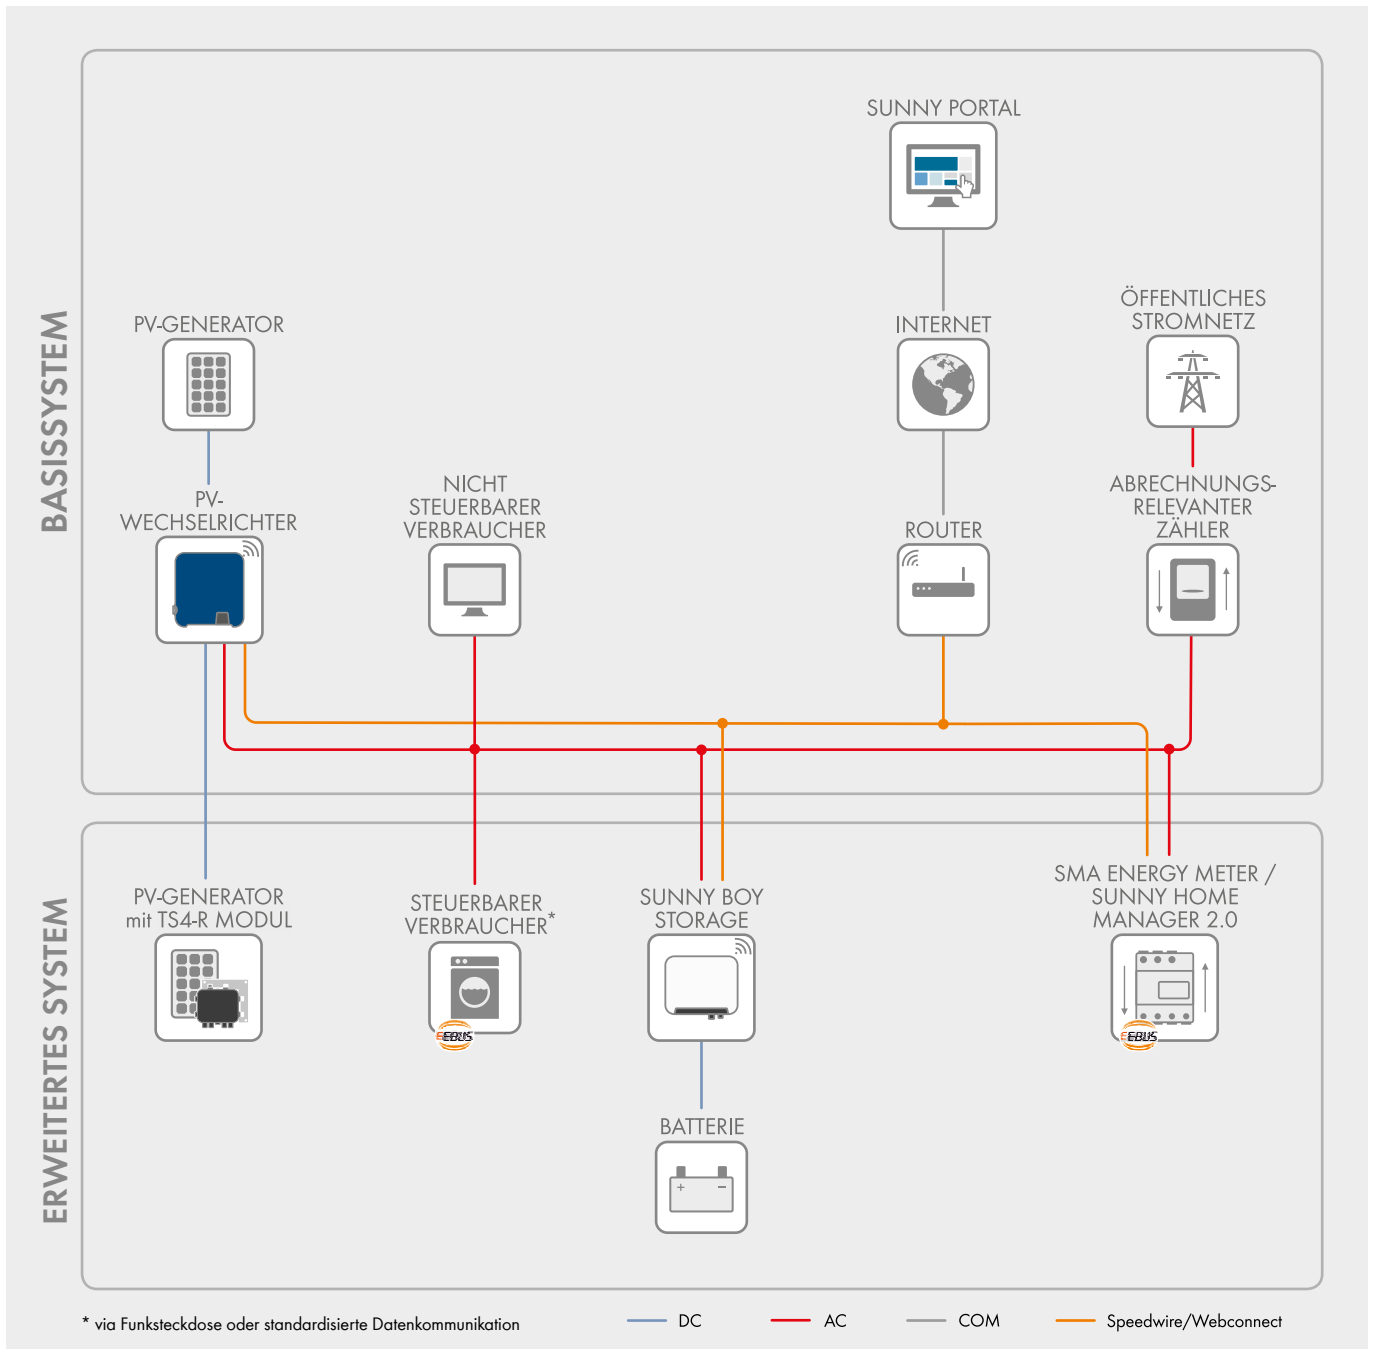 BASISSYSTEM
SUNNY PORTAL
PV-GENERATOR
INTERNET
ÖFFENTLICHES
STROMNETZ
PV-
WECHSELRICHTER
NICHT
STEUERBARER
VERBRAUCHER
ROUTER
ABRECHNUNGS-
RELEVANTER
ZÄHLER
ERWEITERTES SYSTEM
PV-GENERATOR
mit TS4-R MODUL
STEUERBARER
VERBRAUCHER*
EEBUS
SUNNY BOY
STORAGE
SMA ENERGY METER /
SUNNY HOME
MANAGER 2.0
EEBUS
BATTERIE
+ −
* via Funksteckdose oder standardisierte Datenkommunikation
DC
AC
COM
Speedwire/Webconnect